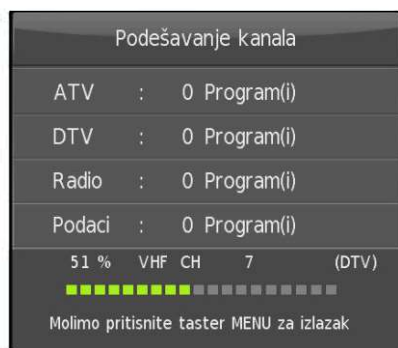 Podešavanje kanala
ATV : 0 Program(i)
DTV : 0 Program(i)
Radio : 0 Program(i)
Podaci : 0 Program(i)
51 % VHF CH 7 (DTV)
Molimo pritisnite taster MENU za izlazak